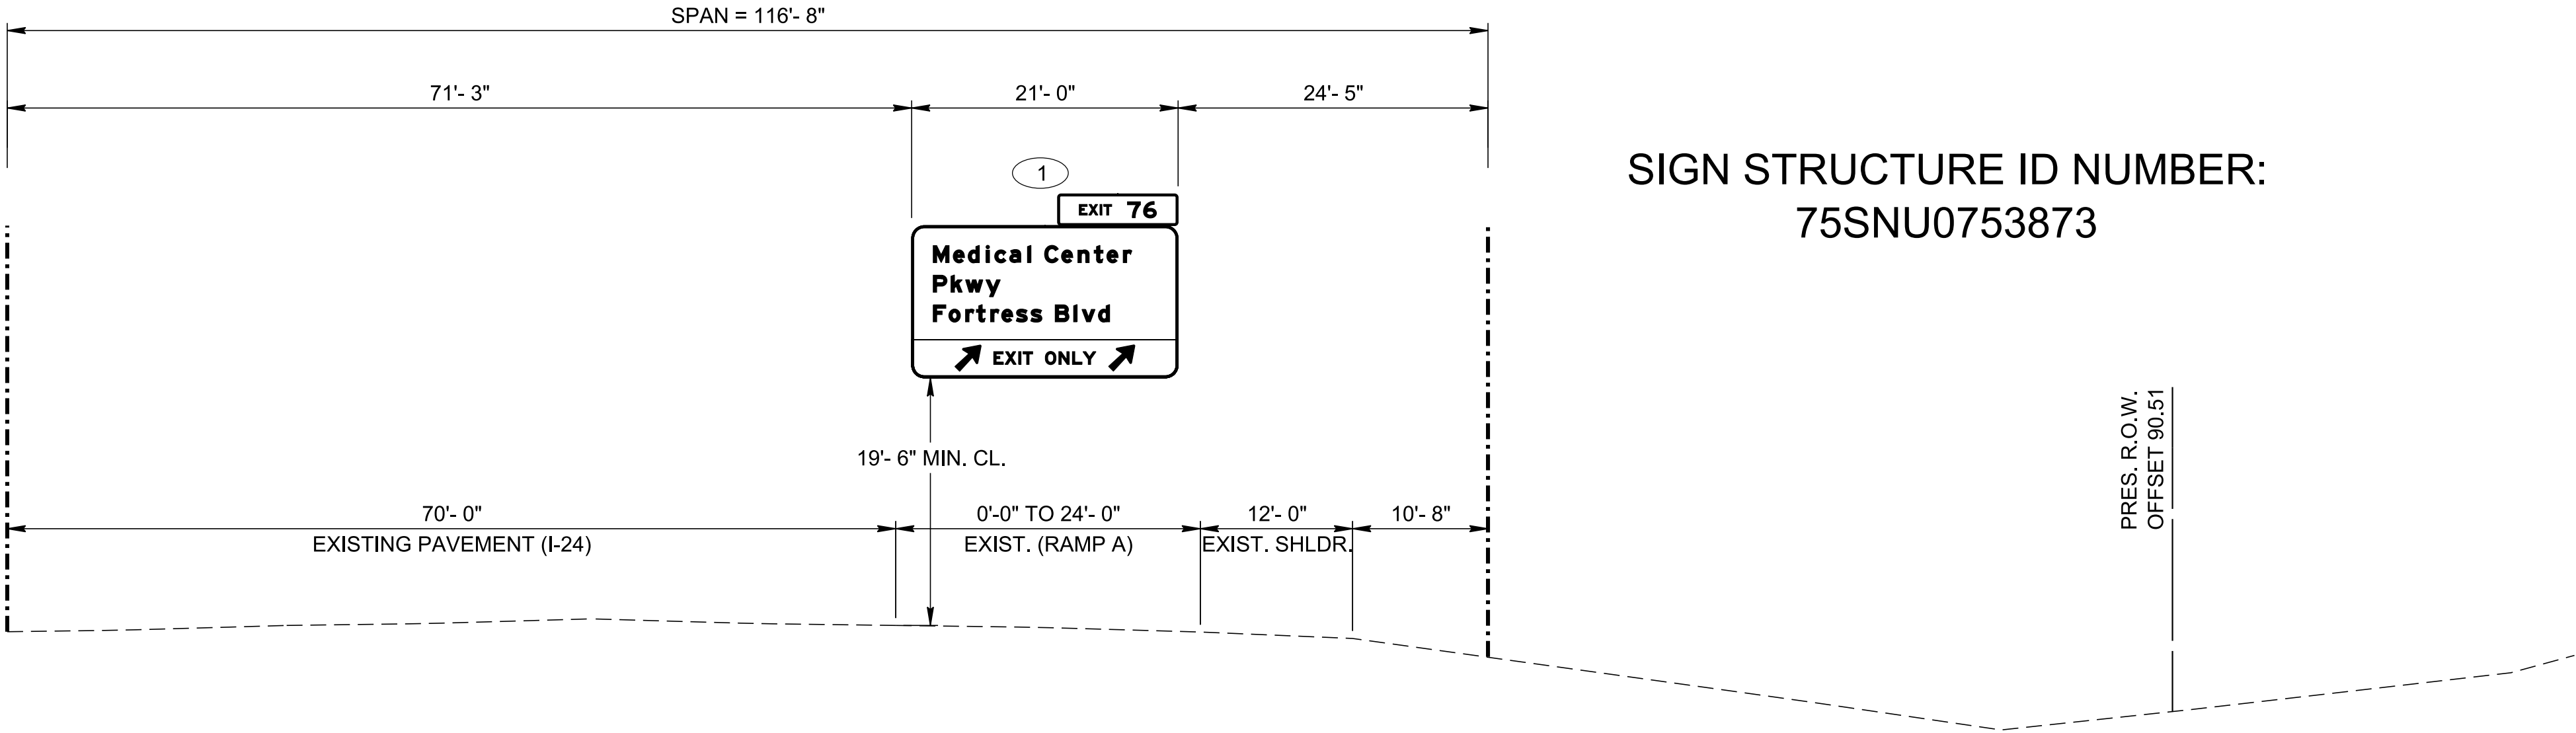 SPAN = 116'- 8"
71'- 3"
21'- 0"
24'- 5"
1
SIGN STRUCTURE ID NUMBER:
75SNU0753873
EXIT 76
Medical Center
Pkwy
Fortress Blvd
EXIT ONLY
19'- 6" MIN. CL.
PRES. R.O.W.
OFFSET 90.51
70'- 0"
EXISTING PAVEMENT (I-24)
0'-0" TO 24'- 0"
EXIST. (RAMP A)
12'- 0"
EXIST. SHLDR.
10'- 8"